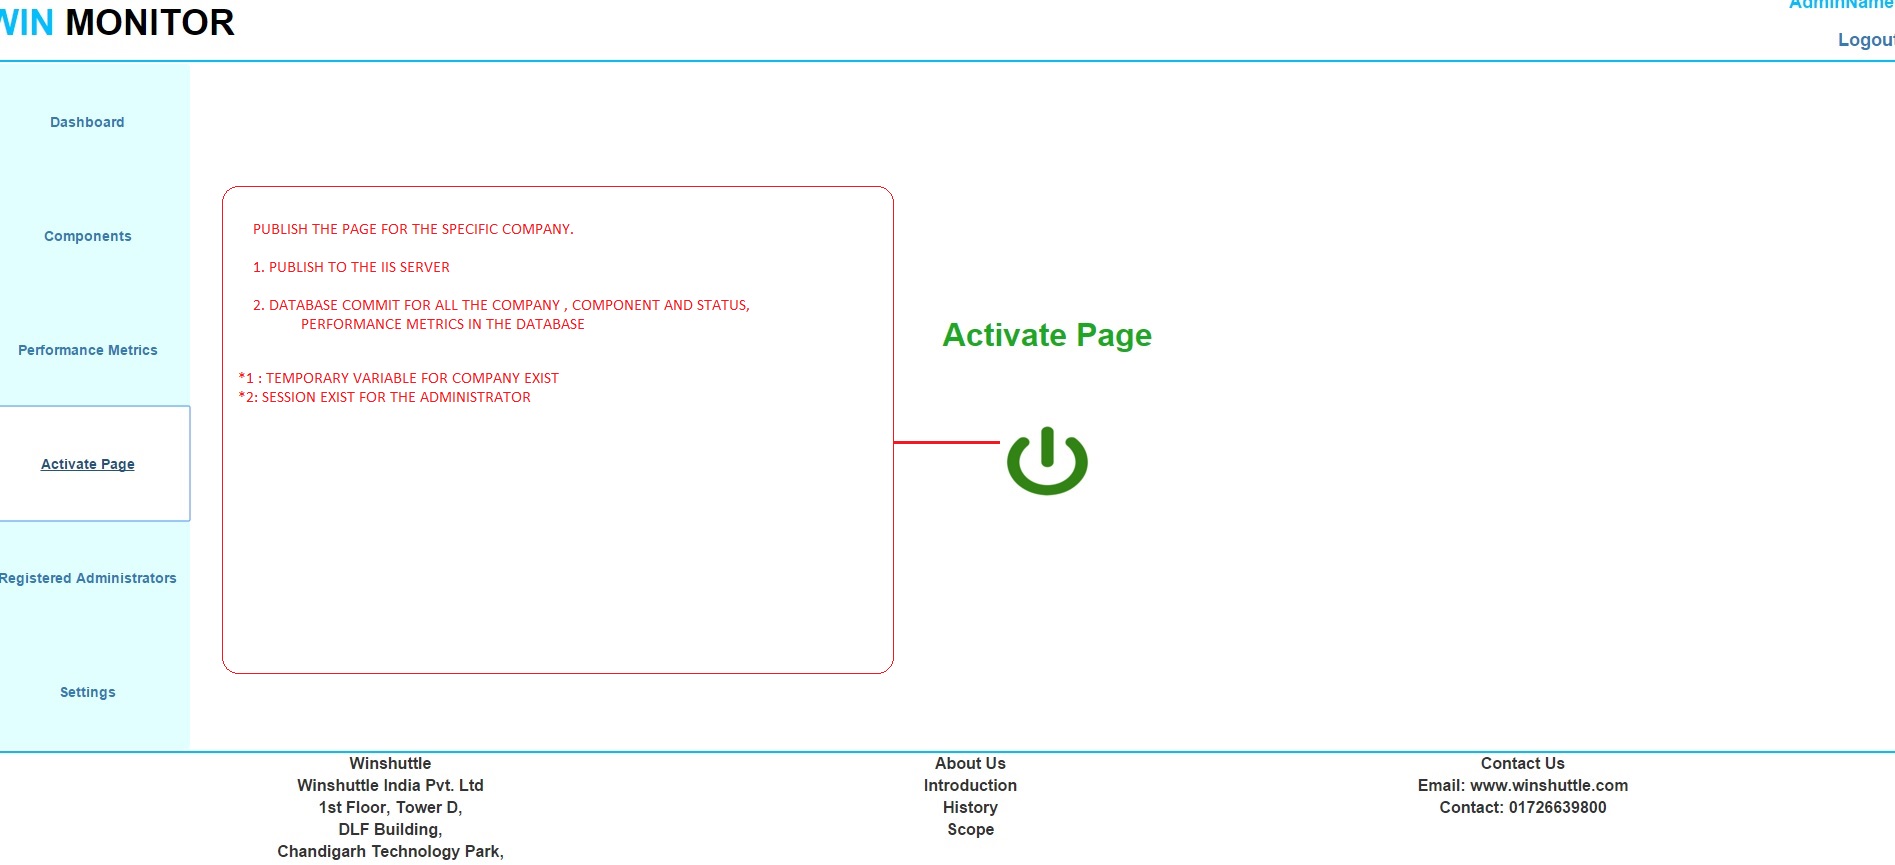 WIN MONITOR
AdminName
Logout
Dashboard
Components
Performance Metrics
Activate Page
Registered Administrators
Settings
PUBLISH THE PAGE FOR THE SPECIFIC COMPANY.
1. PUBLISH TO THE IIS SERVER
2. DATABASE COMMIT FOR ALL THE COMPANY , COMPONENT AND STATUS,
PERFORMANCE METRICS IN THE DATABASE
*1 : TEMPORARY VARIABLE FOR COMPANY EXIST
*2: SESSION EXIST FOR THE ADMINISTRATOR
Activate Page
Winshuttle
Winshuttle India Pvt. Ltd
1st Floor, Tower D,
DLF Building,
Chandigarh Technology Park,
About Us
Introduction
History
Scope
Contact Us
Email: www.winshuttle.com
Contact: 01726639800